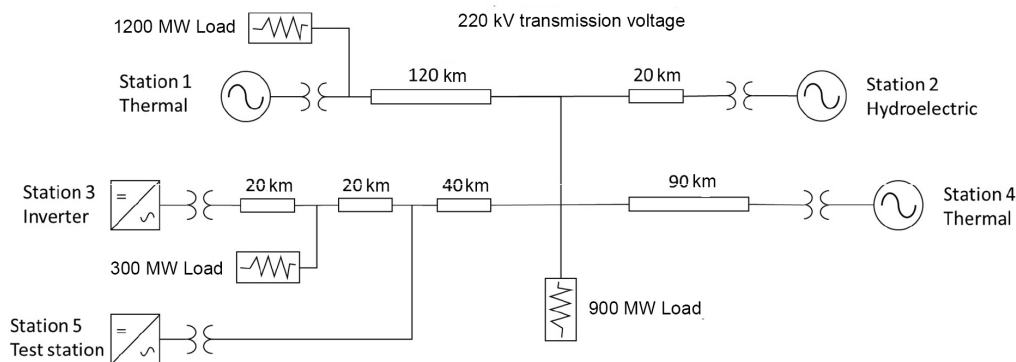 1200 MW Load
220 kV transmission voltage
Station 1
Thermal
120 km
20 km
Station 2
Hydroelectric
Station 3
Inverter
20 km
20 km
40 km
90 km
Station 4
Thermal
300 MW Load
900 MW Load
Station 5
Test station